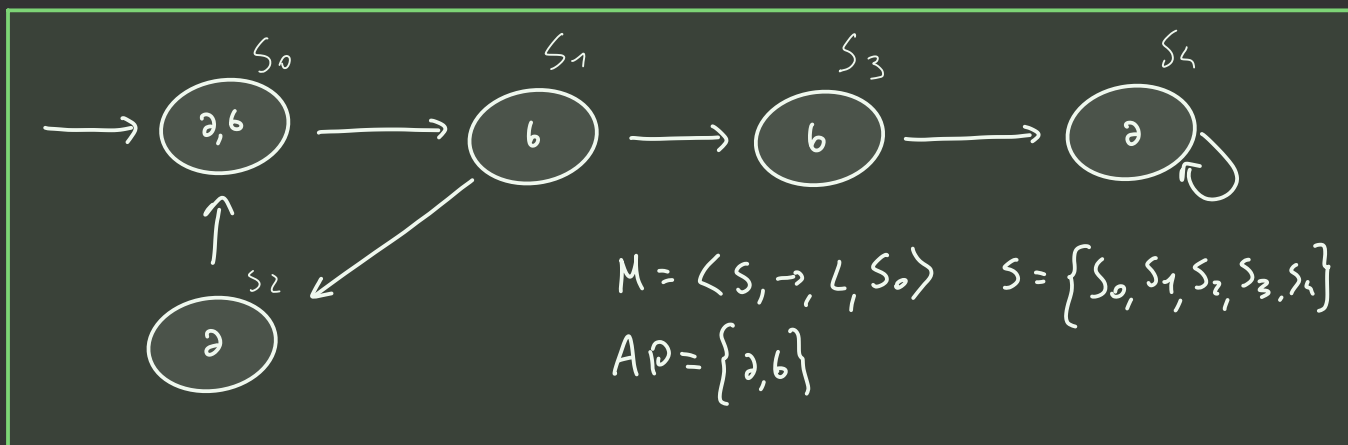 S0 S1 S3 S4
a,b b b a
S2
a
M = <S, →, L, S0> S = {S0, S1, S2, S3, S4}
AP = {a,b}